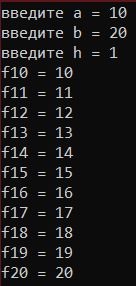 введите a = 10
введите b = 20
введите h = 1
f10 = 10
f11 = 11
f12 = 12
f13 = 13
f14 = 14
f15 = 15
f16 = 16
f17 = 17
f18 = 18
f19 = 19
f20 = 20